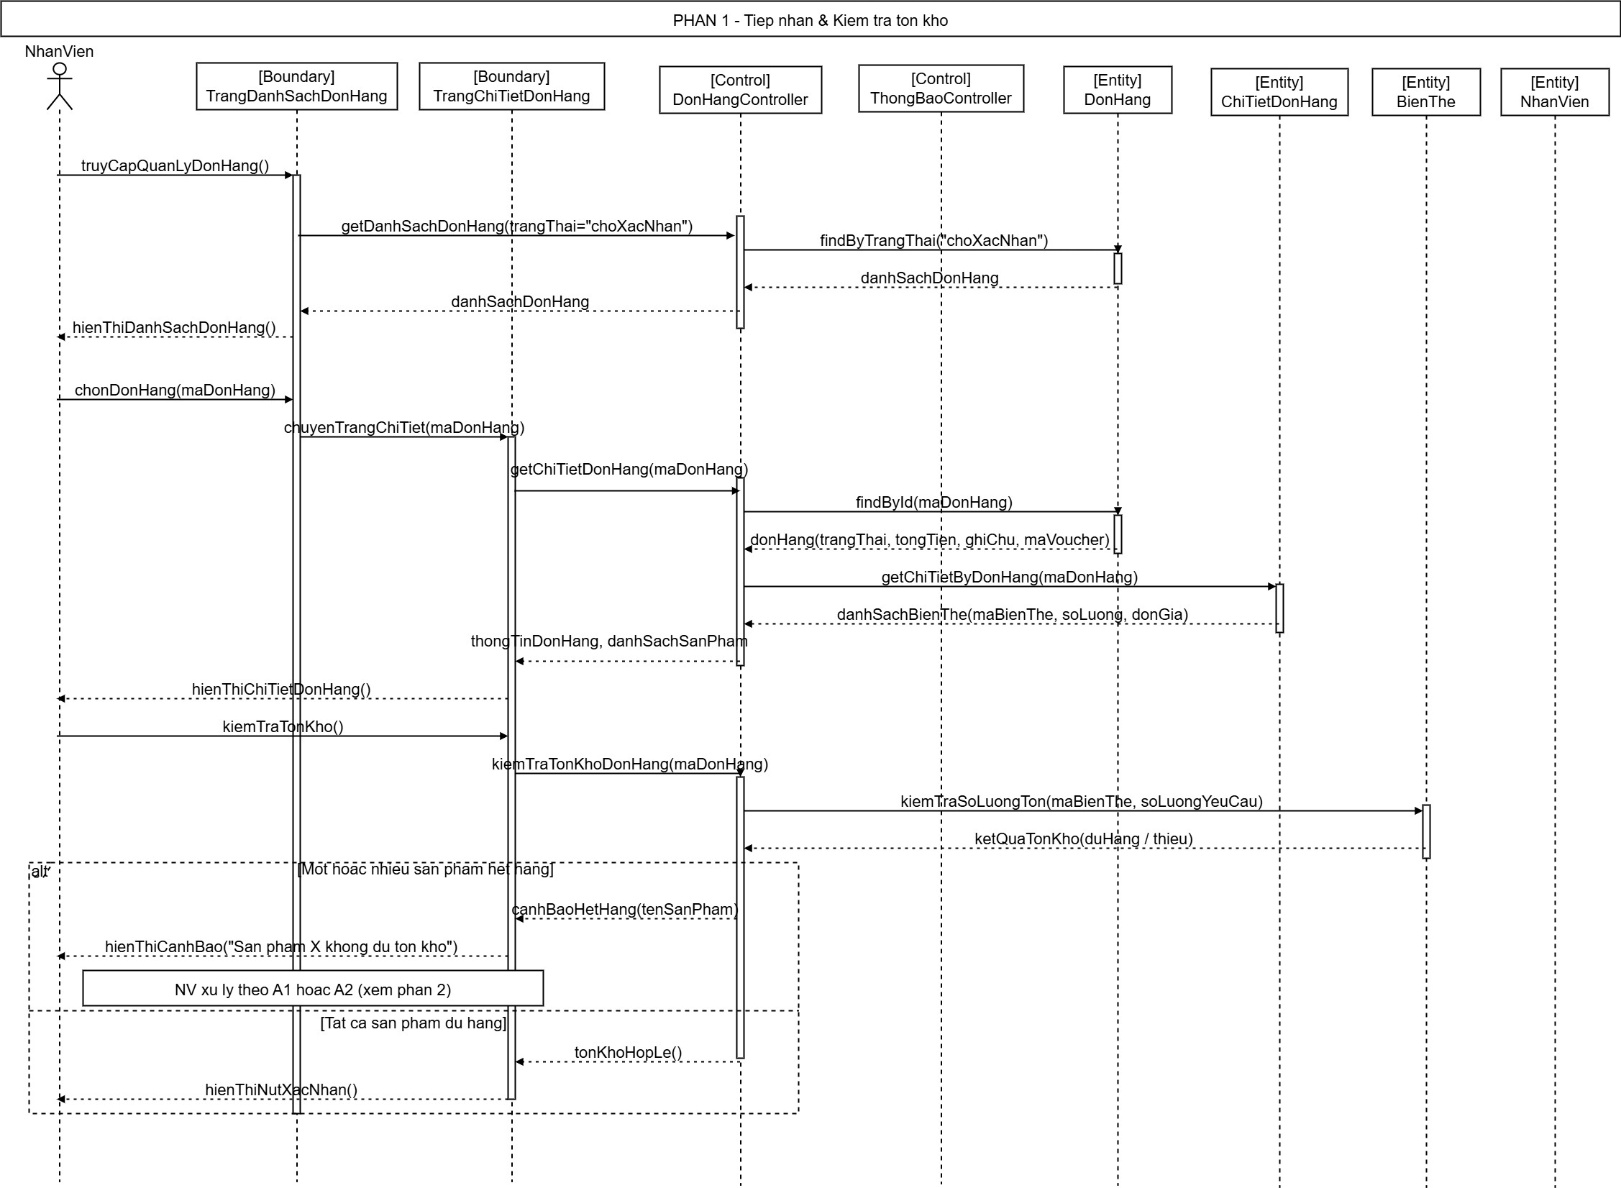 PHAN 1 - Tiep nhan & Kiem tra ton kho
NhanVien
[Boundary]
TrangDanhSachDonHang
[Boundary]
TrangChiTietDonHang
[Control]
DonHangController
[Control]
ThongBaoController
[Entity]
DonHang
[Entity]
ChiTietDonHang
[Entity]
BienThe
[Entity]
NhanVien
truyCapQuanLyDonHang()
getDanhSachDonHang(trangThai="choXacNhan")
findByTrangThai("choXacNhan")
danhSachDonHang
danhSachDonHang
hienThiDanhSachDonHang()
chonDonHang(maDonHang)
chuyenTrangChiTiet(maDonHang)
getChiTietDonHang(maDonHang)
findById(maDonHang)
donHang(trangThai, tongTien, ghiChu, maVoucher)
getChiTietByDonHang(maDonHang)
danhSachBienThe(maBienThe, soLuong, donGia)
thongTinDonHang, danhSachSanPham
hienThiChiTietDonHang()
kiemTraTonKho()
kiemTraTonKhoDonHang(maDonHang)
kiemTraSoLuongTon(maBienThe, soLuongYeuCau)
ketQuaTonKho(duHang / thieu)
alt
[Mot hoac nhieu san pham het hang]
canhBaoHetHang(tenSanPham)
hienThiCanhBao("San pham X khong du ton kho")
NV xu ly theo A1 hoac A2 (xem phan 2)
[Tat ca san pham du hang]
tonKhoHopLe()
hienThiNutXacNhan()